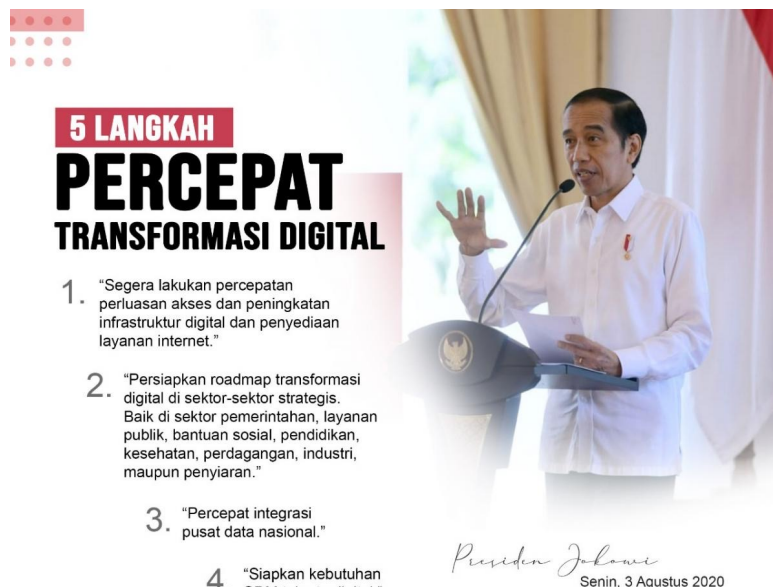 5 LANGKAH
PERCEPAT
TRANSFORMASI DIGITAL
1. “Segera lakukan percepatan
perluasan akses dan peningkatan
infrastruktur digital dan penyediaan
layanan internet.”
2. “Persiapkan roadmap transformasi
digital di sektor-sektor strategis.
Baik di sektor pemerintahan, layanan
publik, bantuan sosial, pendidikan,
kesehatan, perdagangan, industri,
maupun penyiaran.”
3. “Percepat integrasi
pusat data nasional.”
4. “Siapkan kebutuhan
Presiden Jokowi
Senin, 3 Agustus 2020